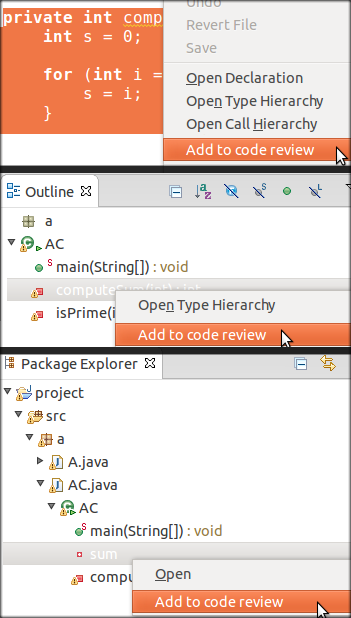 Undo
private int comp
Revert File
int s = 0;
Save
for (int i =
Open Declaration
s = i;
Open Type Hierarchy
}
Open Call Hierarchy
Add to code review
Outline
a
AC
main(String[]) : void
computeSum(int) : int
Open Type Hierarchy
isPrime(i
Add to code review
Package Explorer
project
src
a
A.java
AC.java
AC
main(String[]) : void
sum
Open
compu
Add to code review